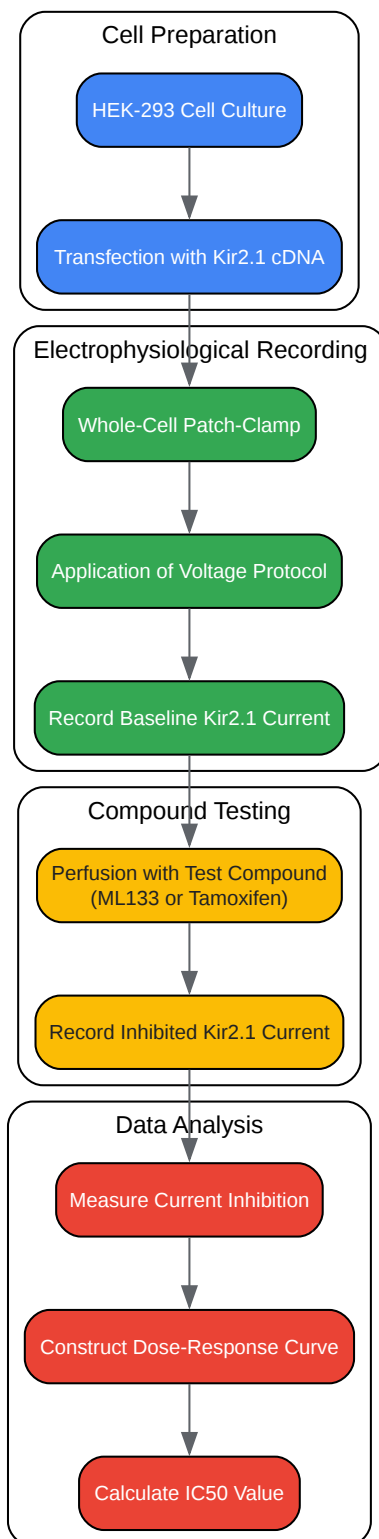 Cell Preparation
HEK-293 Cell Culture
Transfection with Kir2.1 cDNA
Electrophysiological Recording
Whole-Cell Patch-Clamp
Application of Voltage Protocol
Record Baseline Kir2.1 Current
Compound Testing
Perfusion with Test Compound
(ML133 or Tamoxifen)
Record Inhibited Kir2.1 Current
Data Analysis
Measure Current Inhibition
Construct Dose-Response Curve
Calculate IC50 Value